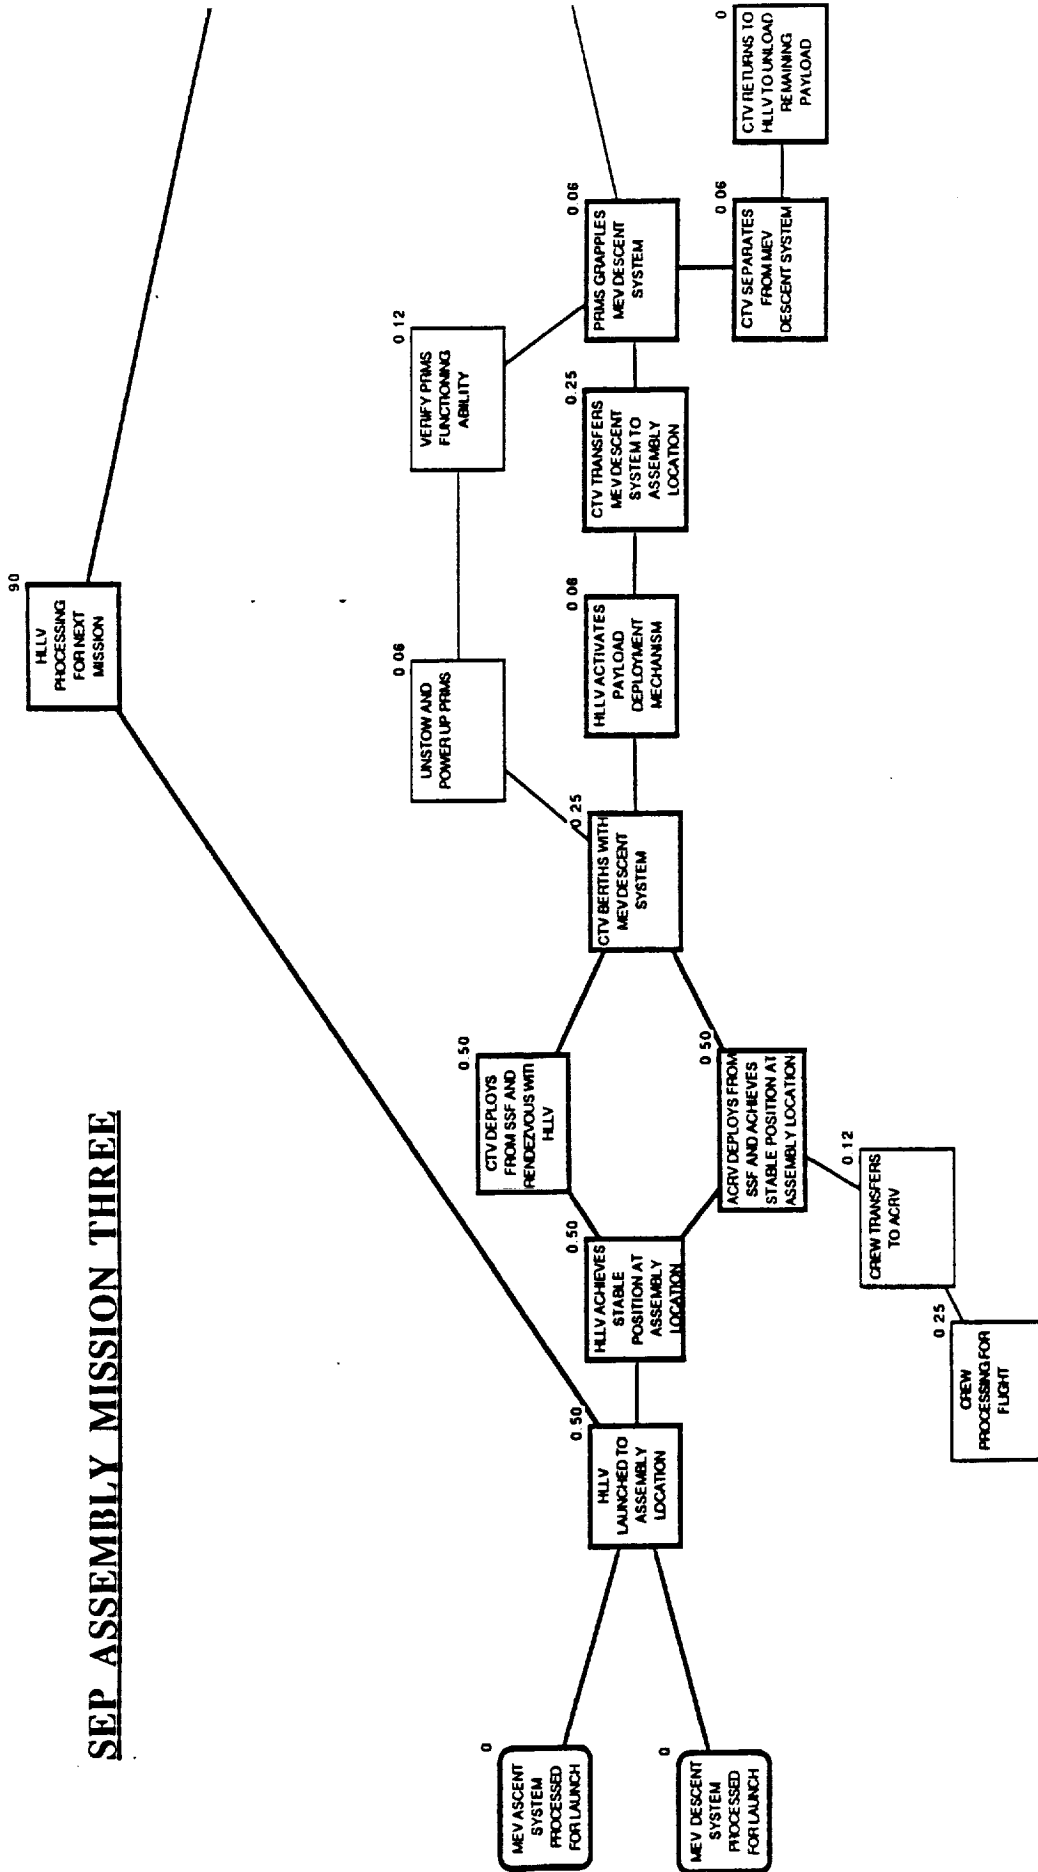 SEP ASSEMBLY MISSION THREE
90
HLLV
PROCESSING
FOR NEXT
MISSION
0
MEV ASCENT
SYSTEM
PROCESSED
FOR LAUNCH
0
MEV DESCENT
SYSTEM
PROCESSED
FOR LAUNCH
0.50
HLLV
LAUNCHED TO
ASSEMBLY
LOCATION
0.50
HLLV ACHIEVES
STABLE
POSITION AT
ASSEMBLY
LOCATION
0.50
CTV DEPLOYS
FROM SSF AND
RENDEZVOUS WITH
HLLV
0 50
ACRV DEPLOYS FROM
SSF AND ACHIEVES
STABLE POSITION AT
ASSEMBLY LOCATION
0 25
CREW
PROCESSING FOR
FLIGHT
0.12
CREW TRANSFERS
TO ACRV
0 25
CTV BERTHS WITH
MEV DESCENT
SYSTEM
0 06
UNSTOW AND
POWER UP PRMS
0 12
VERIFY PRMS
FUNCTIONING
ABILITY
0 06
HLLV ACTIVATES
PAYLOAD
DEPLOYMENT
MECHANISM
0.25
CTV TRANSFERS
MEV DESCENT
SYSTEM TO
ASSEMBLY
LOCATION
0.06
PRMS GRAPPLES
MEV DESCENT
SYSTEM
0 06
CTV SEPARATES
FROM MEV
DESCENT SYSTEM
0
CTV RETURNS TO
HLLV TO UNLOAD
REMAINING
PAYLOAD